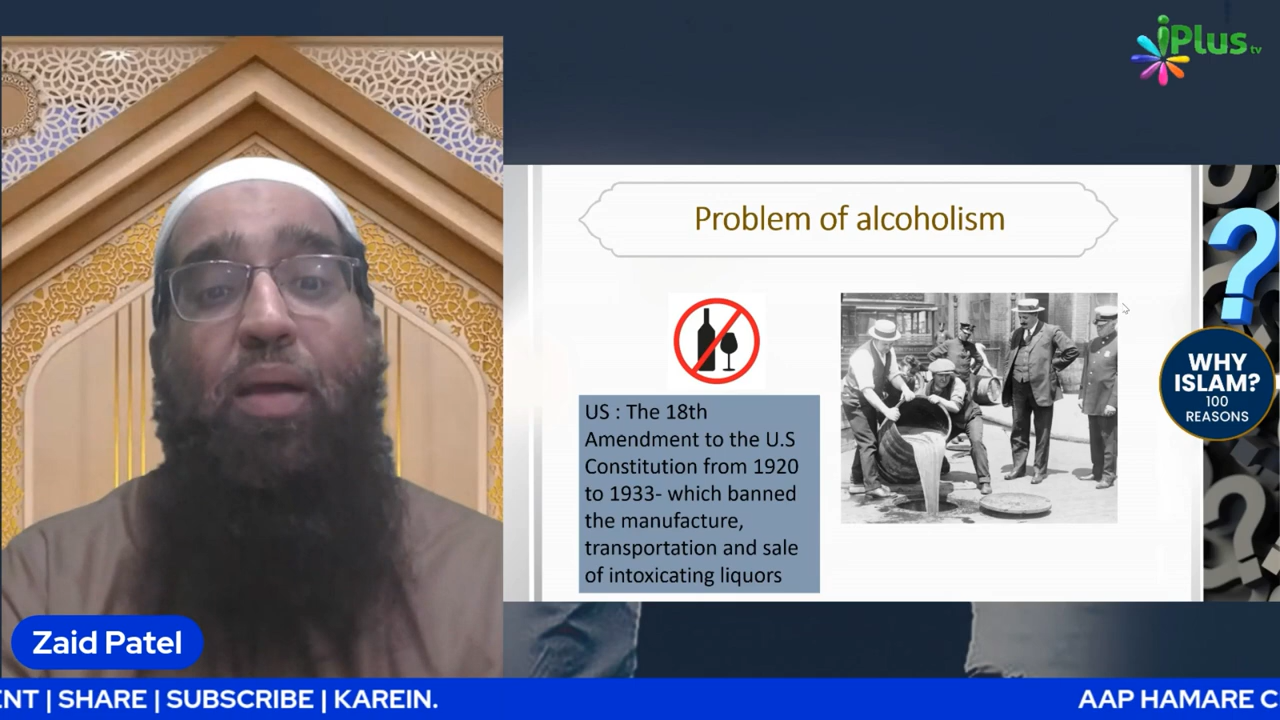 iPlus tv
Problem of alcoholism
US : The 18th
Amendment to the U.S
Constitution from 1920
to 1933- which banned
the manufacture,
transportation and sale
of intoxicating liquors
WHY
ISLAM?
100
REASONS
Zaid Patel
ENT | SHARE | SUBSCRIBE | KAREIN. AAP HAMARE C